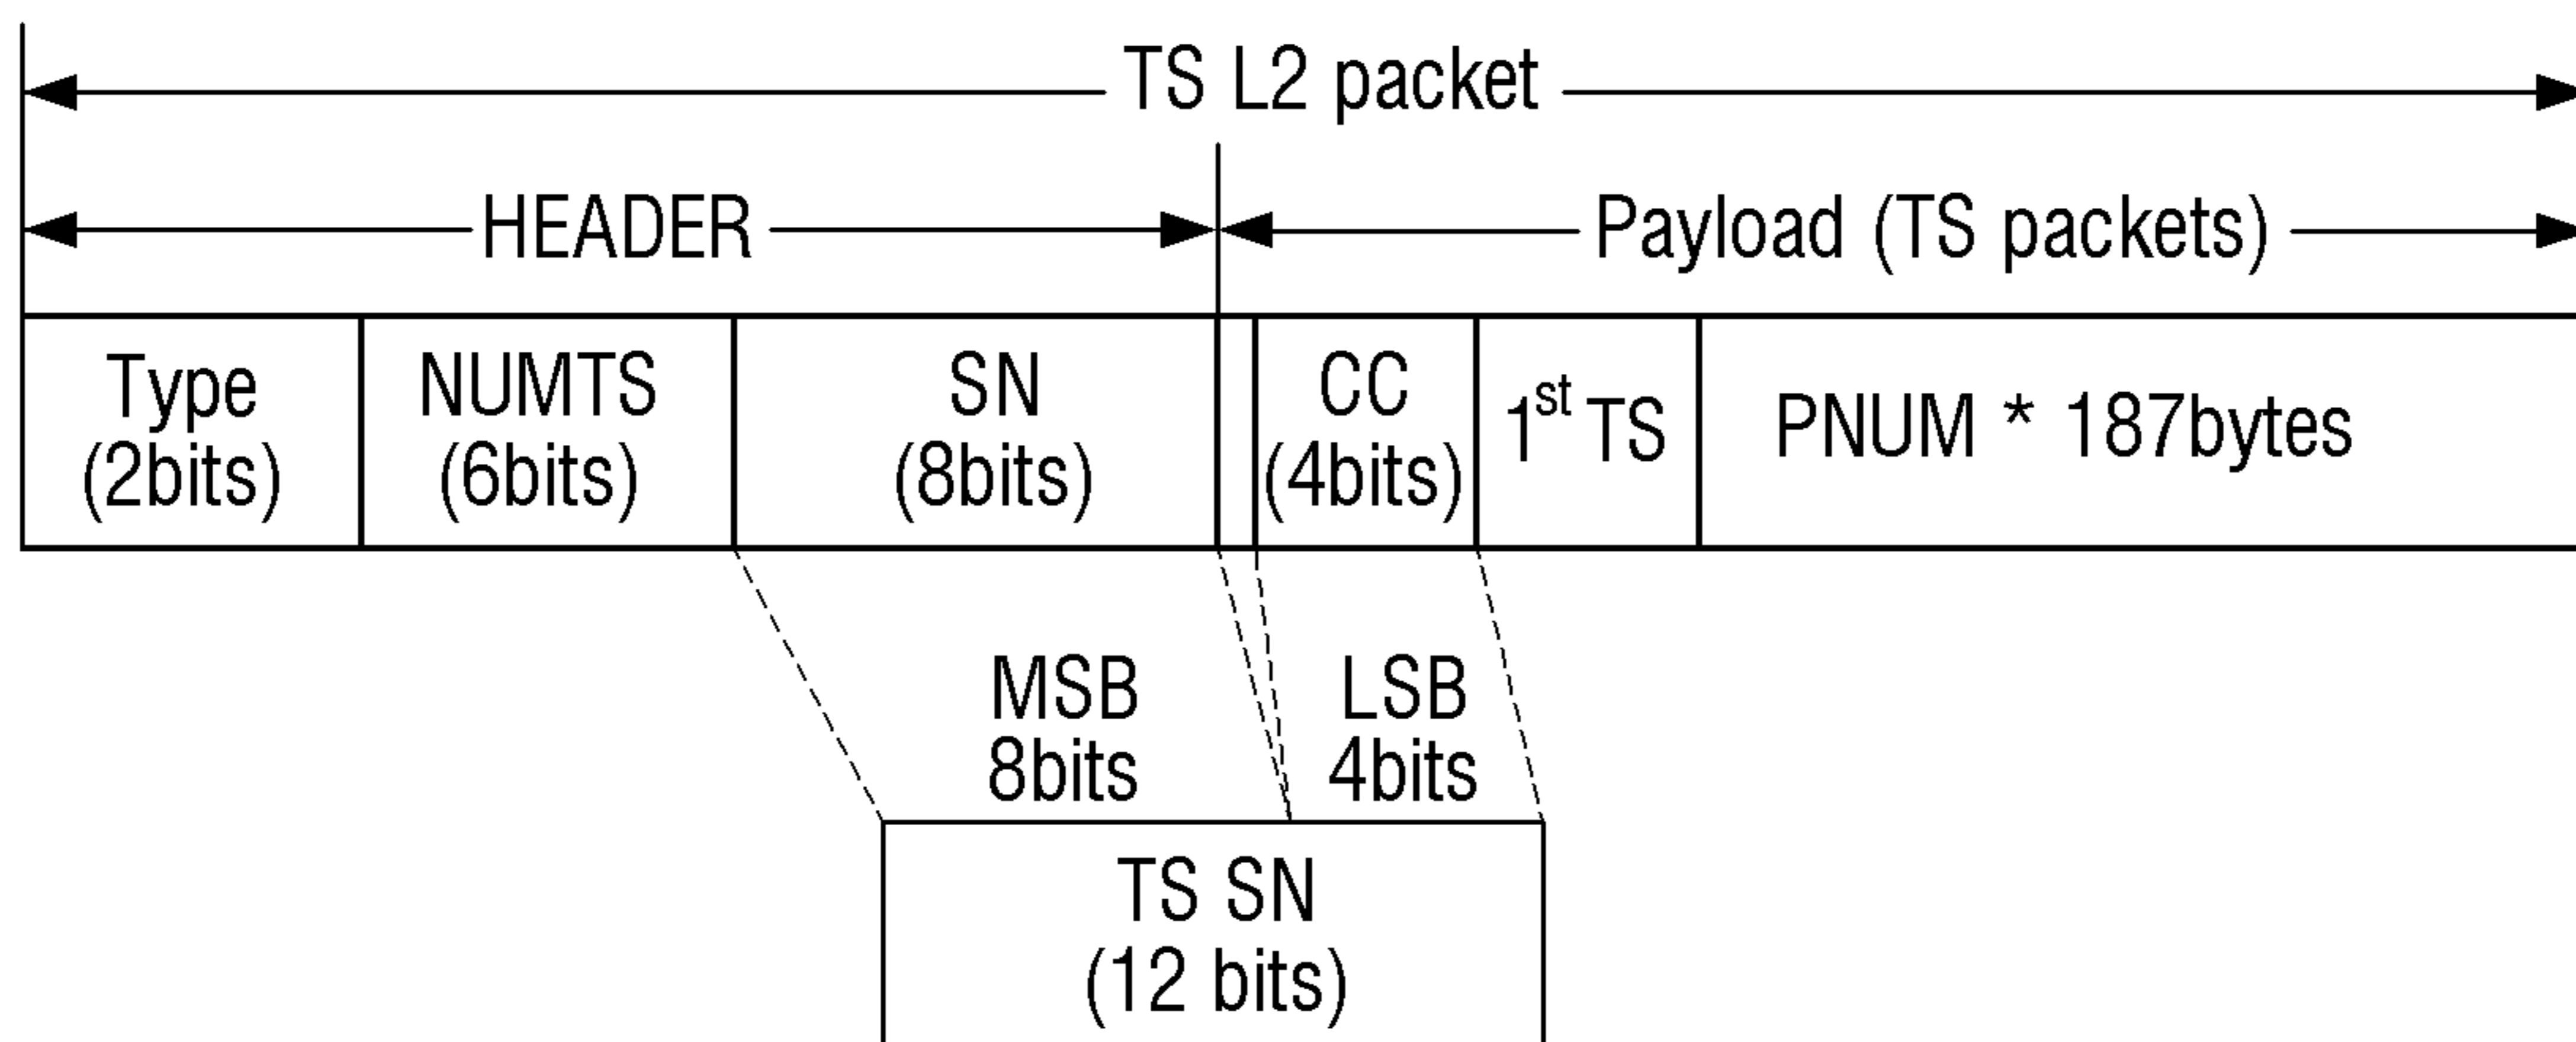 TS L2 packet
HEADER
Payload (TS packets)
Type
(2bits)
NUMTS
(6bits)
SN
(8bits)
CC
(4bits)
1st TS
PNUM * 187bytes
MSB
8bits
LSB
4bits
TS SN
(12 bits)